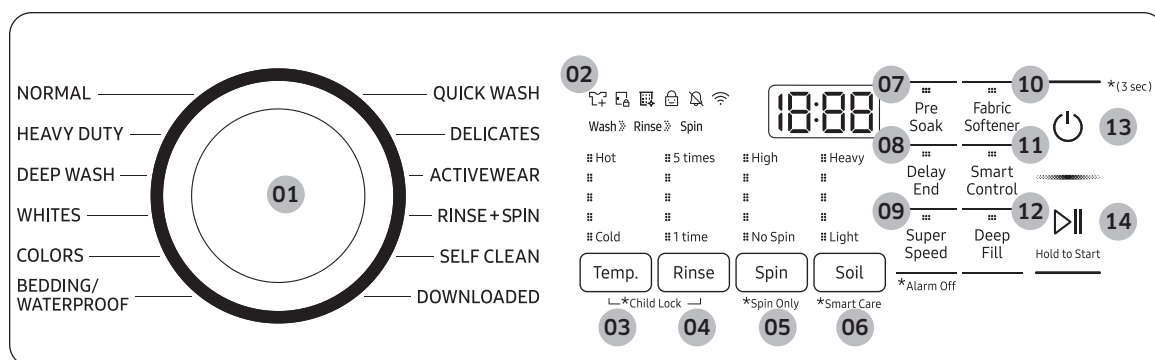 NORMAL
HEAVY DUTY
DEEP WASH
WHITES
COLORS
BEDDING/
WATERPROOF
01
QUICK WASH
DELICATES
ACTIVEWEAR
RINSE+SPIN
SELF CLEAN
DOWNLOADED
02
Wash Rinse Spin
18:88
Hot
Cold
Temp.
5 times
1 time
Rinse
High
No Spin
Spin
Heavy
Light
Soil
*Child Lock
*Spin Only
*Smart Care
03
04
05
06
07
Pre
Soak
08
Delay
End
09
Super
Speed
*Alarm Off
10
Fabric
Softener
11
Smart
Control
12
Deep
Fill
*(3 sec)
13
14
Hold to Start